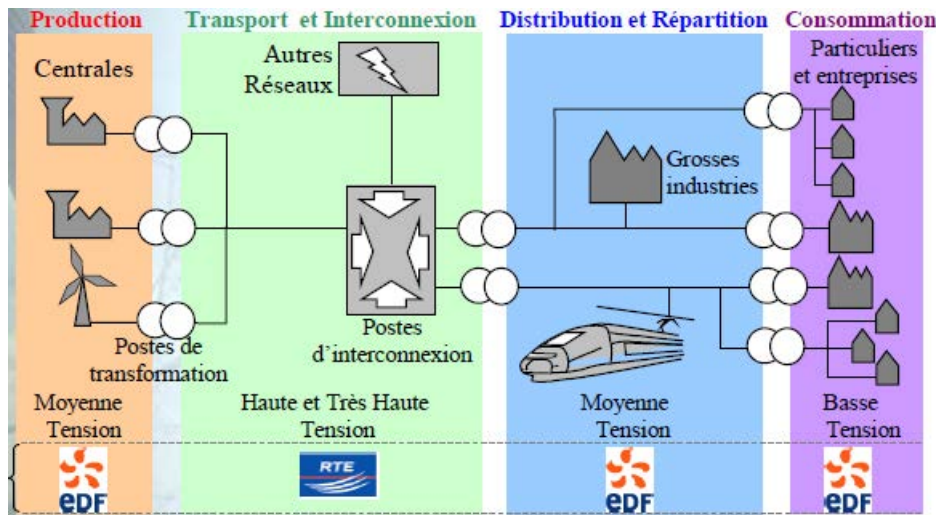 Production
Transport et Interconnexion
Distribution et Répartition
Consommation
Centrales
Autres
Réseaux
Particuliers
et entreprises
Grosses
industries
Postes de
transformation
Postes
d'interconnexion
Moyenne
Tension
Haute et Très Haute
Tension
Moyenne
Tension
Basse
Tension
eDF
RTE
eDF
eDF